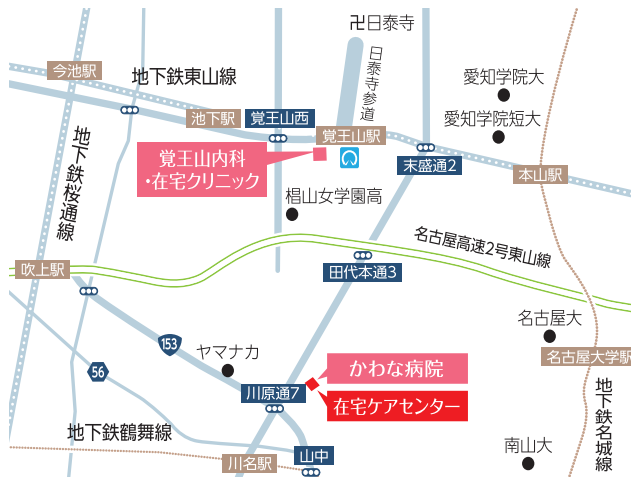 卍日泰寺
日泰寺参道
今池駅
地下鉄東山線
愛知学院大
池下駅
覚王山西
愛知学院短大
覚王山駅
地下鉄桜通線
覚王山内科
・在宅クリニック
末盛通2
本山駅
椙山女学園高
名古屋高速2号東山線
吹上駅
田代本通3
名古屋大
153
ヤマナカ
名古屋大学駅
56
かわな病院
川原通7
在宅ケアセンター
地下鉄名城線
地下鉄鶴舞線
南山大
川名駅
山中